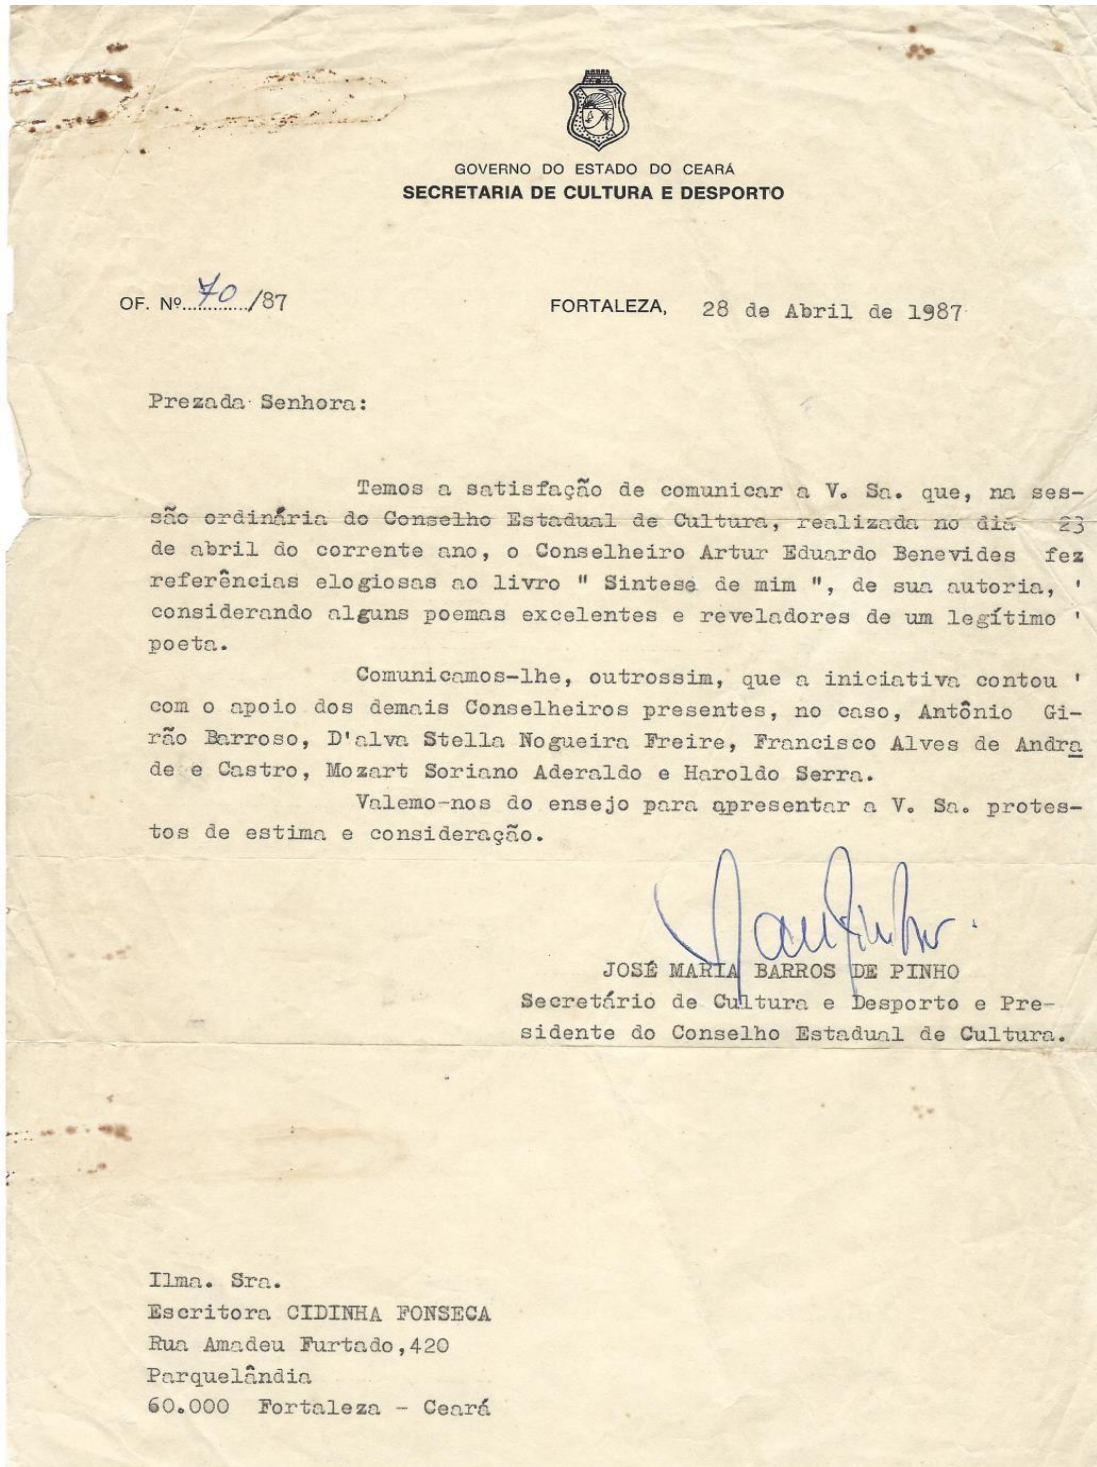 GOVERNO DO ESTADO DO CEARÁ
SECRETARIA DE CULTURA E DESPORTO
OF. Nº 70/87
FORTALEZA, 28 de Abril de 1987
Prezada Senhora:
Temos a satisfação de comunicar a V. Sa. que, na ses-
são ordinária do Conselho Estadual de Cultura, realizada no dia 23
de abril do corrente ano, o Conselheiro Artur Eduardo Benevides fez
referências elogiosas ao livro " Sintese de mim ", de sua autoria, '
considerando alguns poemas excelentes e reveladores de um legítimo '
poeta.
Comunicamos-lhe, outrossim, que a iniciativa contou '
com o apoio dos demais Conselheiros presentes, no caso, Antônio Gi-
rão Barroso, D'alva Stella Nogueira Freire, Francisco Alves de Andra
de e Castro, Mozart Soriano Aderaldo e Haroldo Serra.
Valemo-nos do ensejo para apresentar a V. Sa. protes-
tos de estima e consideração.
JOSÉ MARIA BARROS DE PINHO
Secretário de Cultura e Desporto e Pre-
sidente do Conselho Estadual de Cultura.
Ilma. Sra.
Escritora CIDINHA FONSECA
Rua Amadeu Furtado,420
Parquelândia
60.000 Fortaleza - Ceará